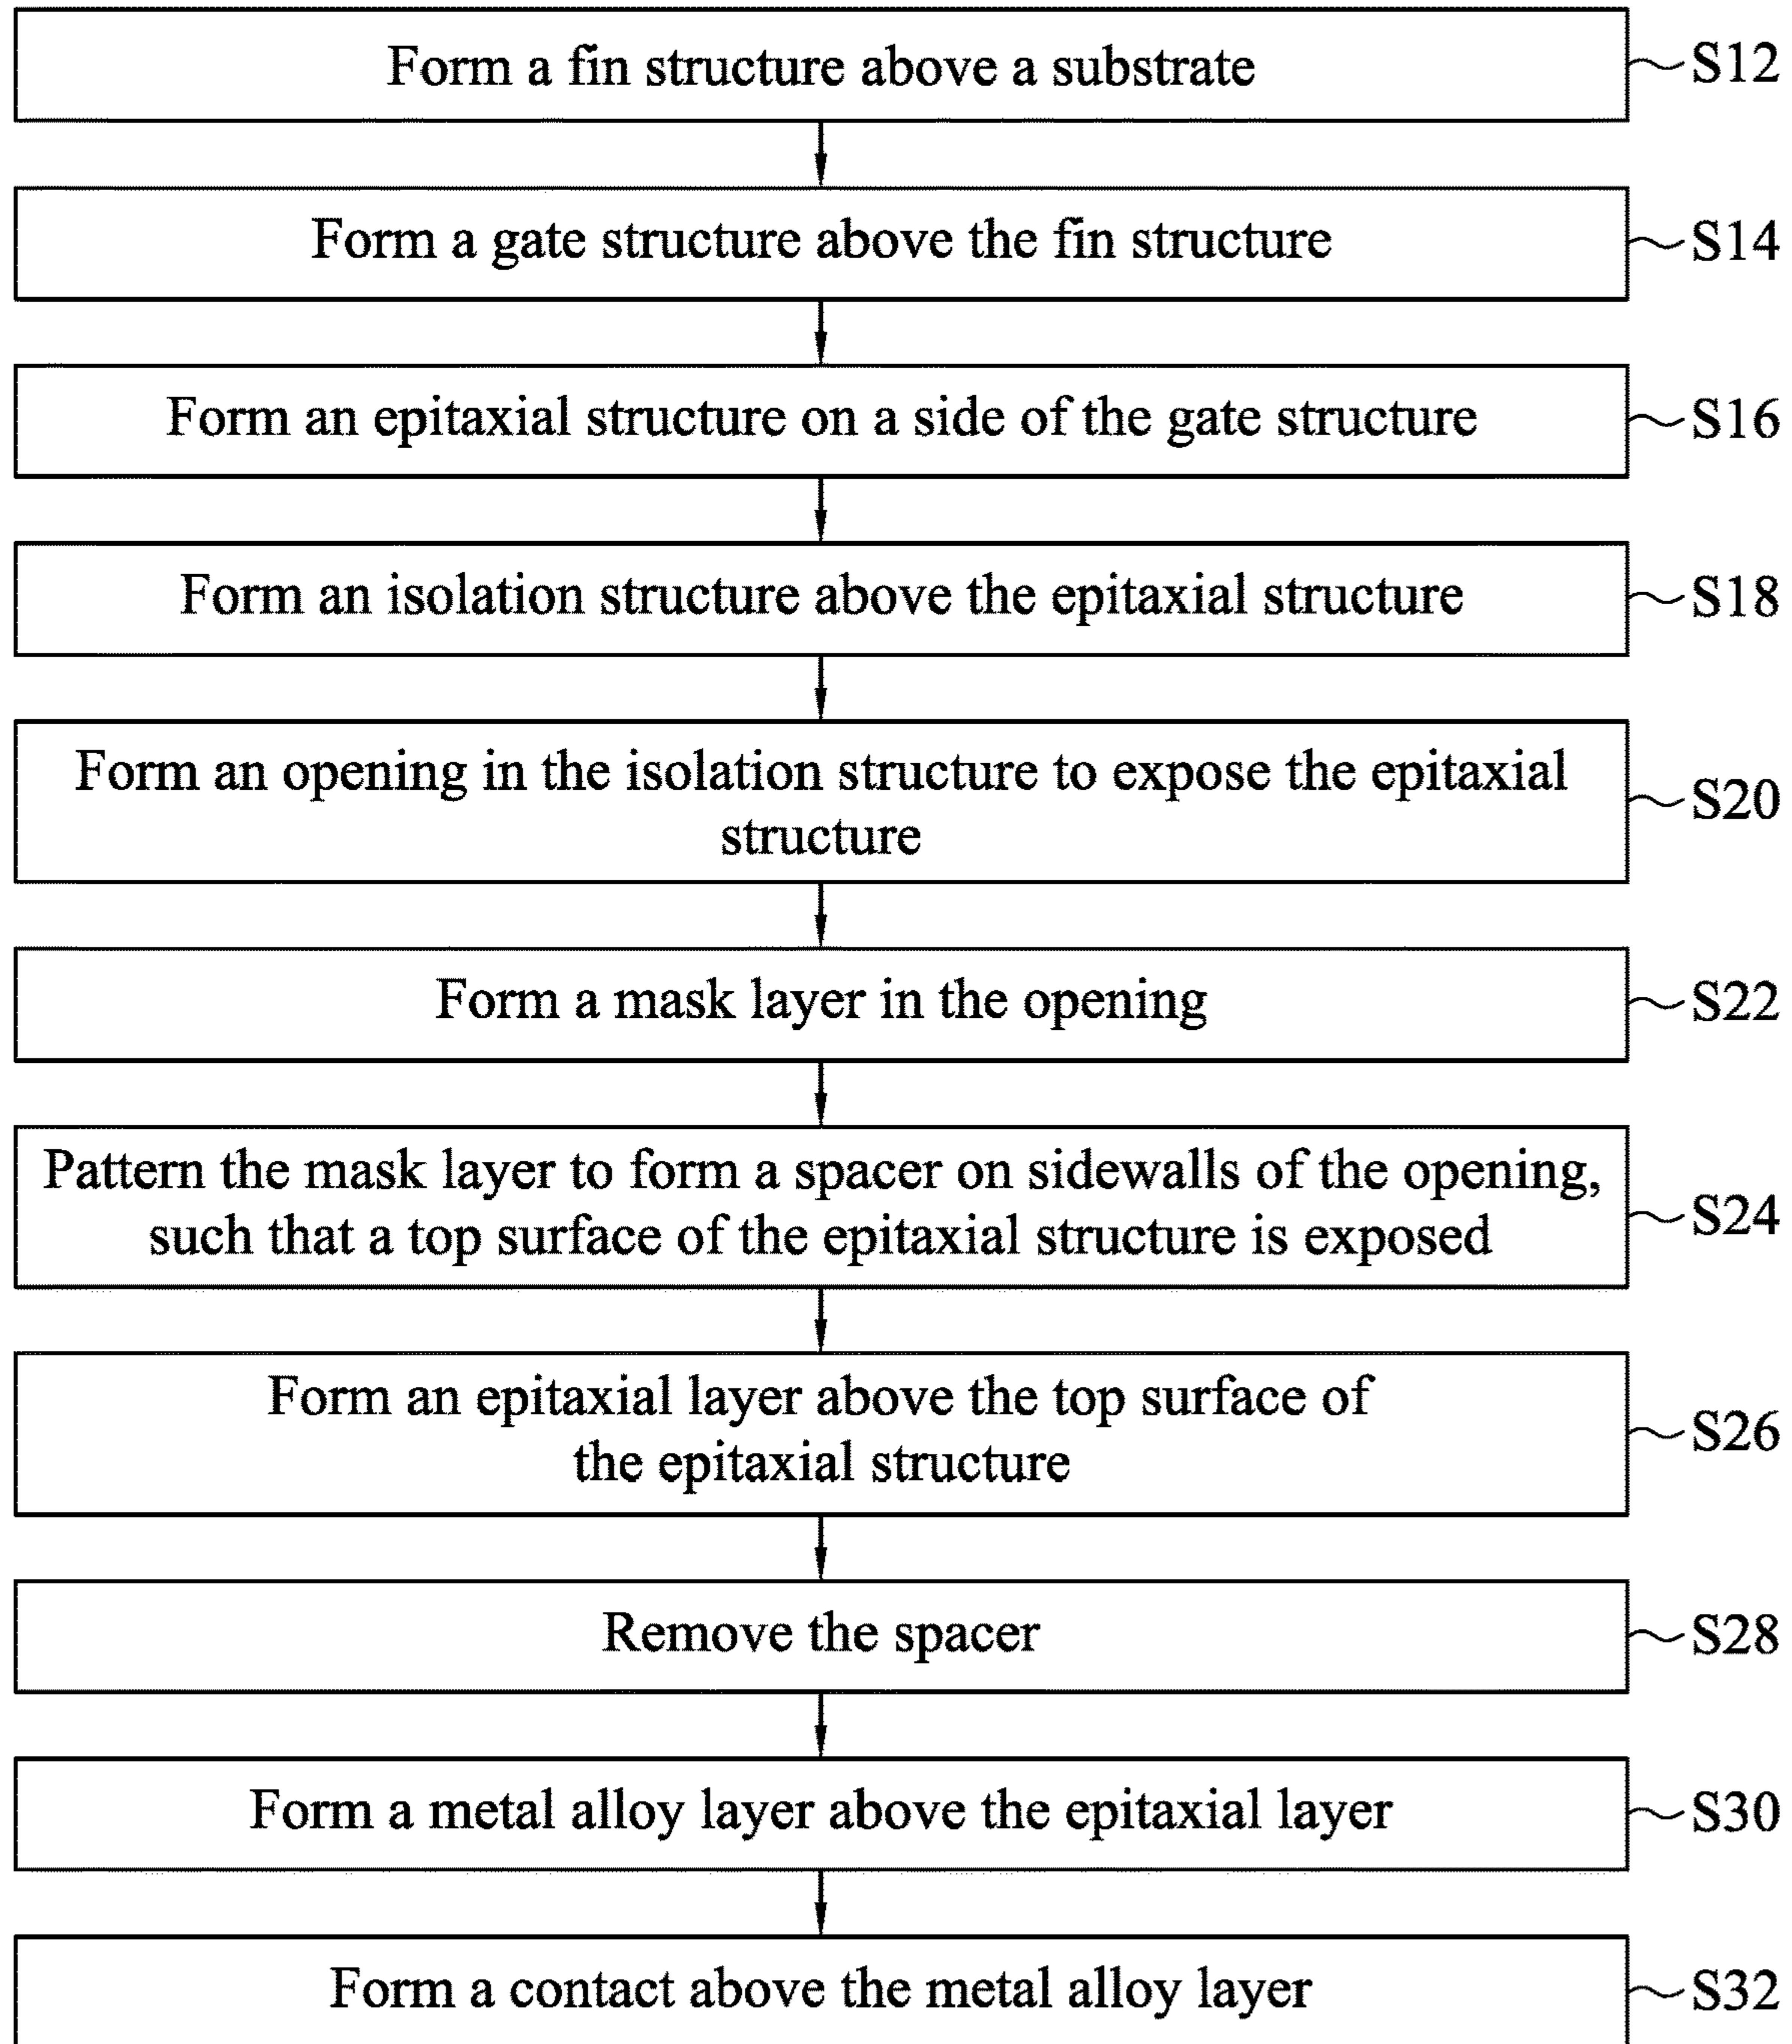 Form a fin structure above a substrate
S12
Form a gate structure above the fin structure
S14
Form an epitaxial structure on a side of the gate structure
S16
Form an isolation structure above the epitaxial structure
S18
Form an opening in the isolation structure to expose the epitaxial
structure
S20
Form a mask layer in the opening
S22
Pattern the mask layer to form a spacer on sidewalls of the opening,
such that a top surface of the epitaxial structure is exposed
S24
Form an epitaxial layer above the top surface of
the epitaxial structure
S26
Remove the spacer
S28
Form a metal alloy layer above the epitaxial layer
S30
Form a contact above the metal alloy layer
S32